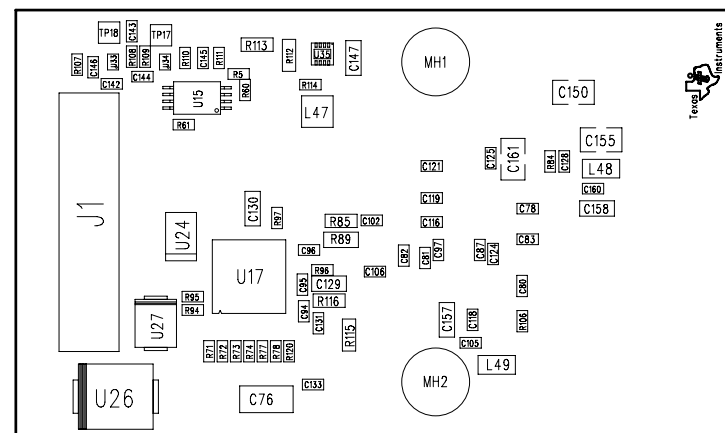 TP18
C143
TP17
R107
C146
U33
R108
R109
U34
R110
C145
R111
R113
R112
U35
C147
MH1
C142
C144
R5
R60
R114
U15
L47
R61
C150
Texas
Instruments
C155
C125
C161
R84
C128
L48
C121
C160
C119
C78
C158
J1
C130
R97
R85
C102
C116
U24
R89
C96
C82
C81
C97
C87
C124
C83
U17
R96
C106
C95
C129
C80
R95
R94
R116
C94
C131
U27
R115
C157
C118
R106
C105
R71
R72
R73
R74
R77
R78
R120
L49
U26
C76
C133
MH2